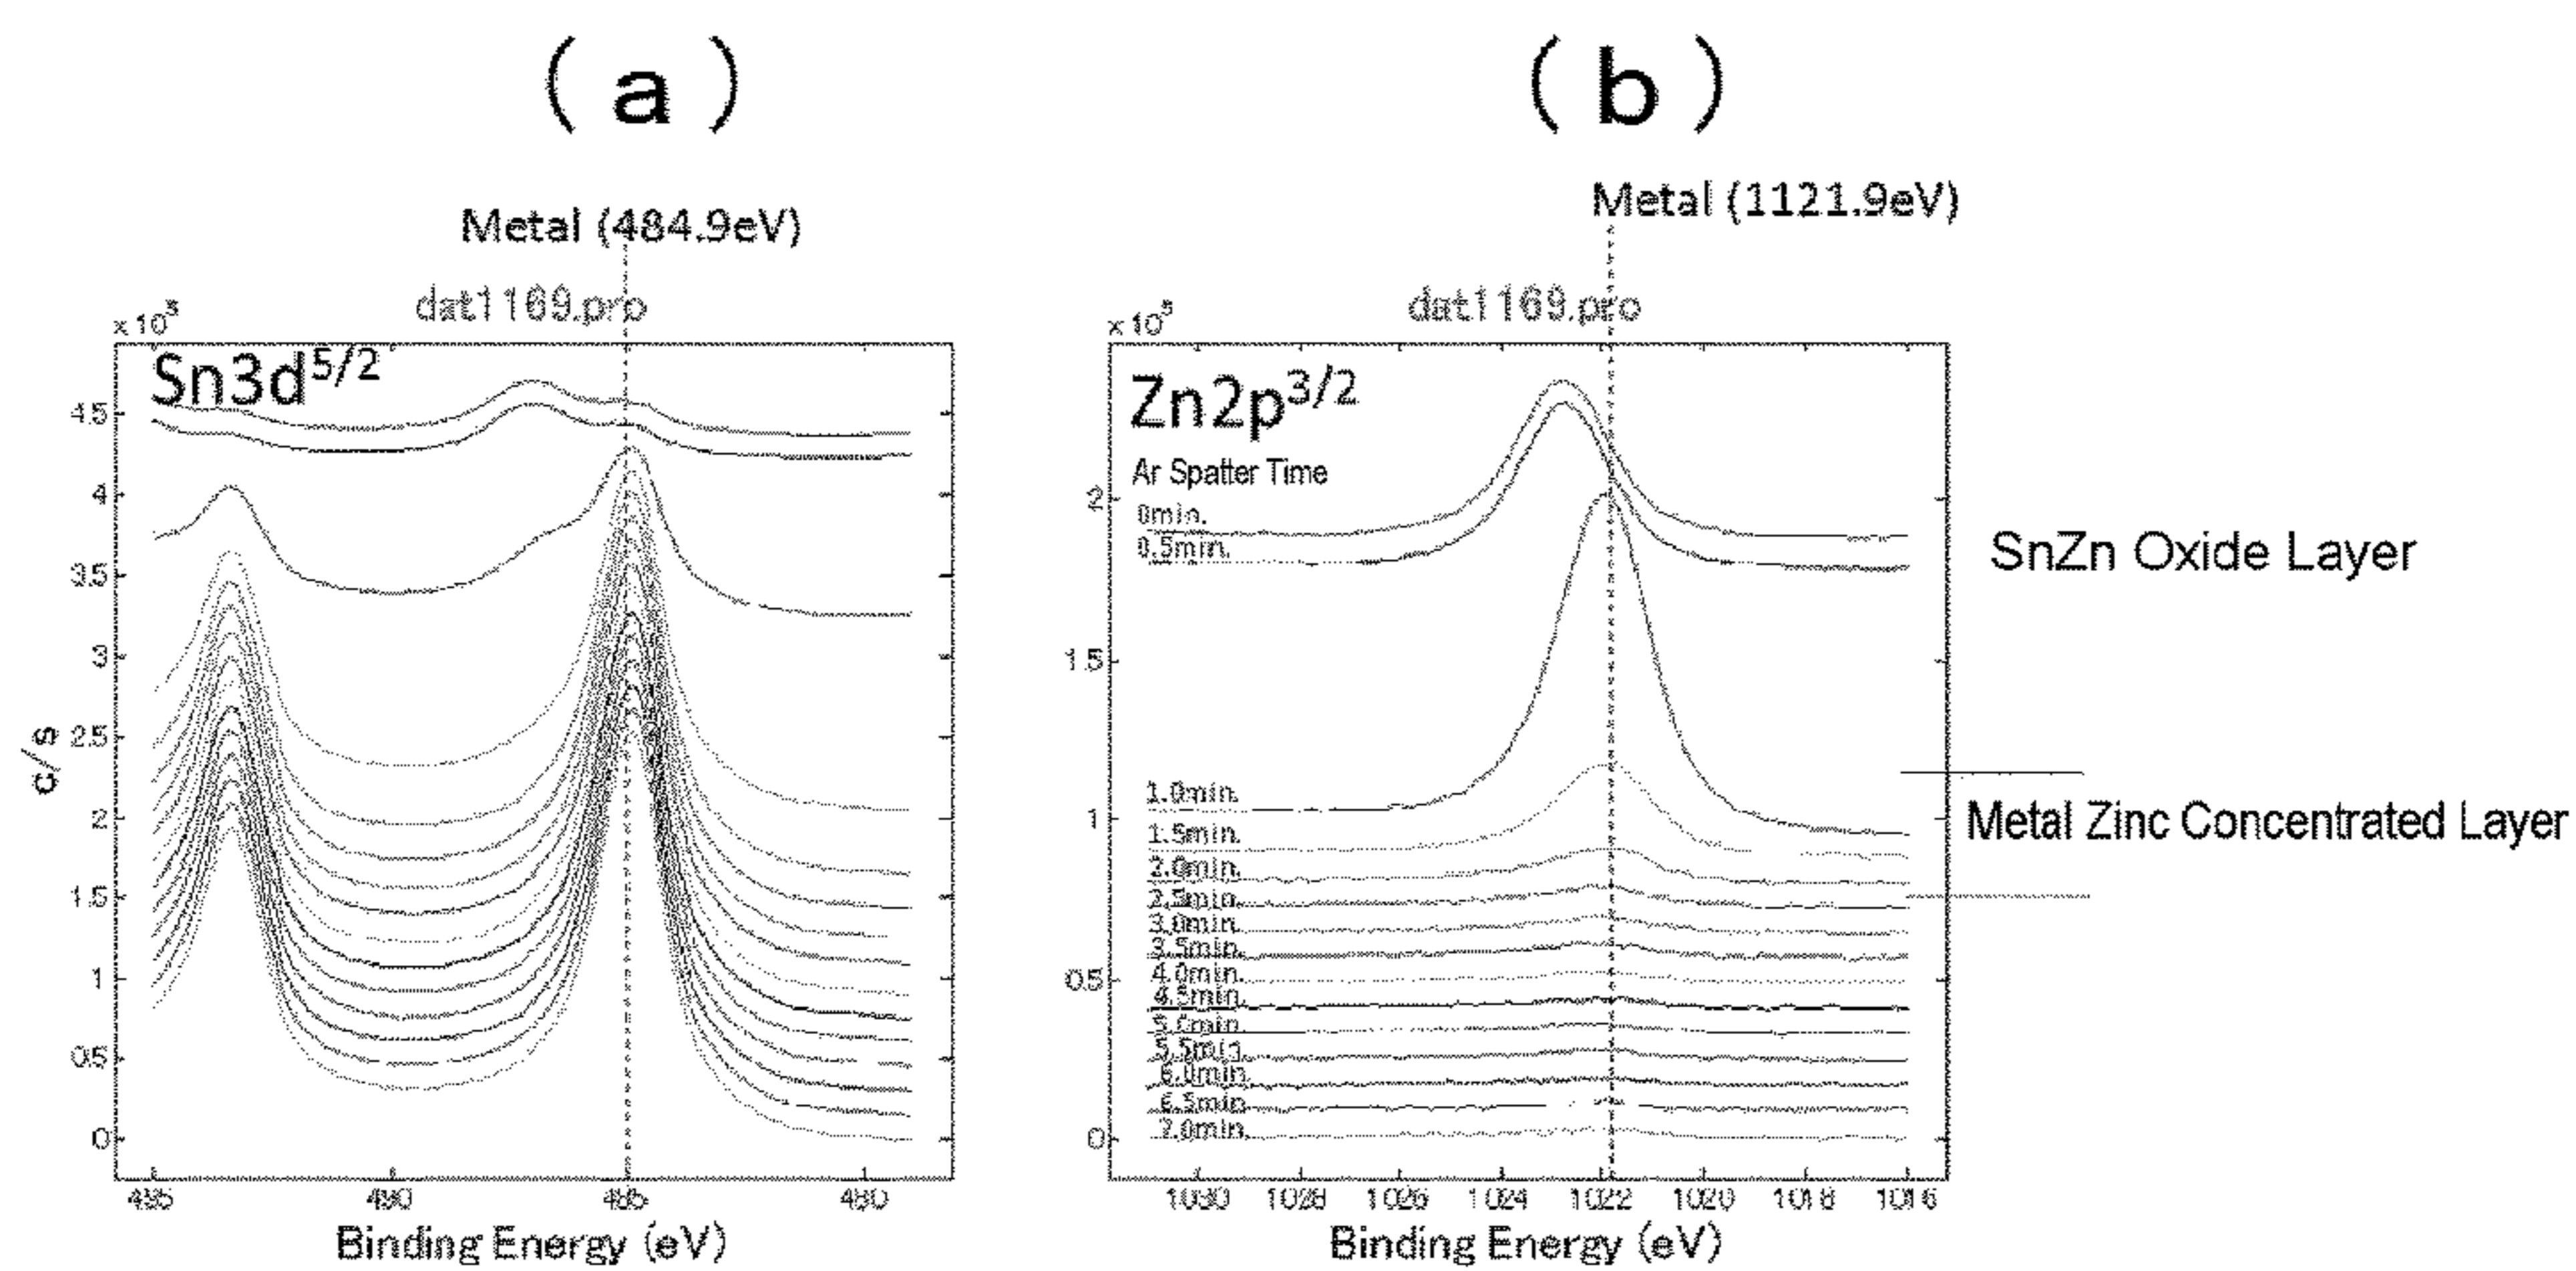 (a)
Metal (484.9eV)
dat1169.pro
×10⁵
Sn3d5/2
4.5
4
3.5
3
2.5
2
1.5
1
0.5
0
c/s
495 490 485 480
Binding Energy (eV)
(b)
Metal (1121.9eV)
dat1169.pro
×10⁵
Zn2p3/2
Ar Spatter Time
0min.
0.5min.
1.0min.
1.5min.
2.0min.
2.5min.
3.0min.
3.5min.
4.0min.
4.5min.
5.0min.
5.5min.
6.0min.
6.5min.
7.0min.
2
1.5
1
0.5
0
1030 1028 1026 1024 1022 1020 1018 1016
Binding Energy (eV)
SnZn Oxide Layer
Metal Zinc Concentrated Layer